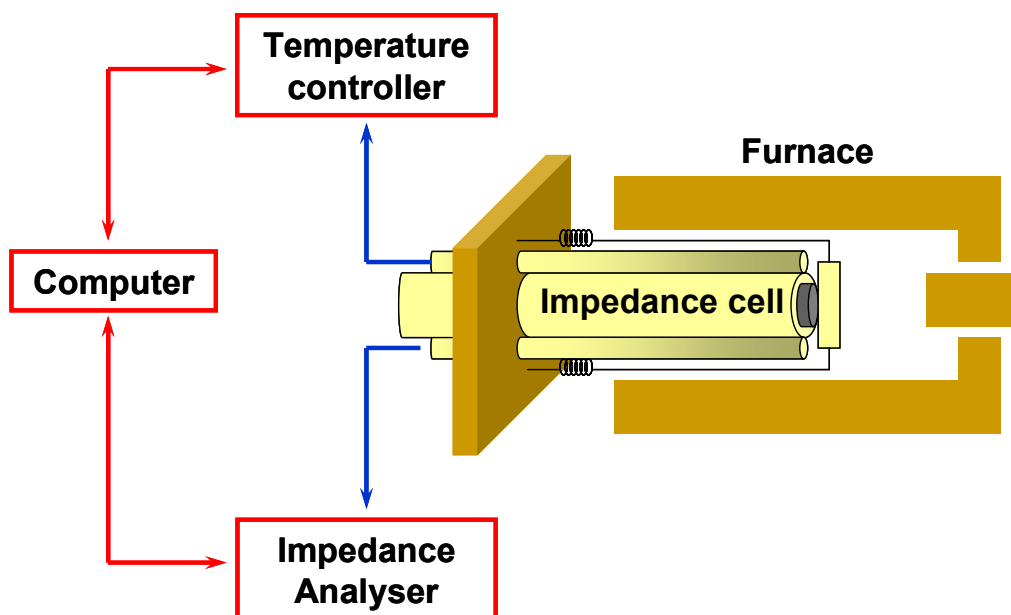 Temperature
controller
Furnace
Computer
Impedance cell
Impedance
Analyser